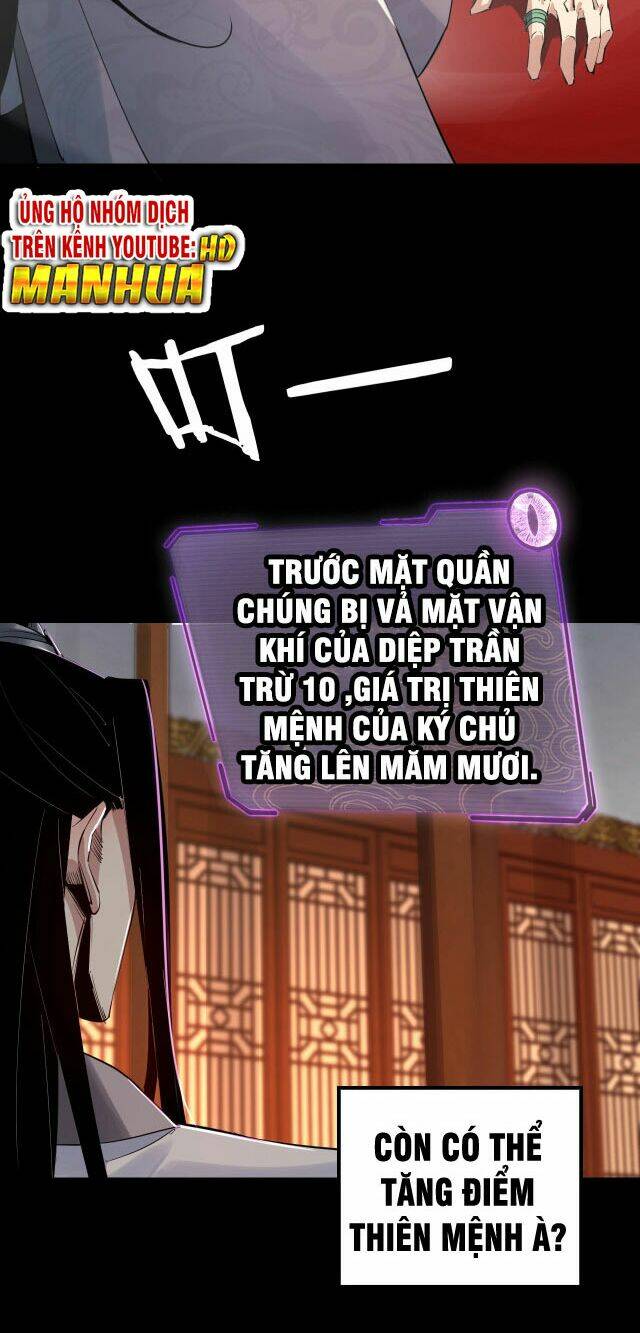 ỦNG HỘ NHÓM DỊCH
TRÊN KÊNH YOUTUBE: HD
MANHUA
叮一
TRƯỚC MẶT QUẦN
CHÚNG BỊ VẢ MẶT VẬN
KHÍ CỦA DIỆP TRẦN
TRỪ 10 ,GIÁ TRỊ THIÊN
MỆNH CỦA KÝ CHỦ
TĂNG LÊN MĂM MƯƠI.
CÒN CÓ THỂ
TĂNG ĐIỂM
THIÊN MỆNH À?